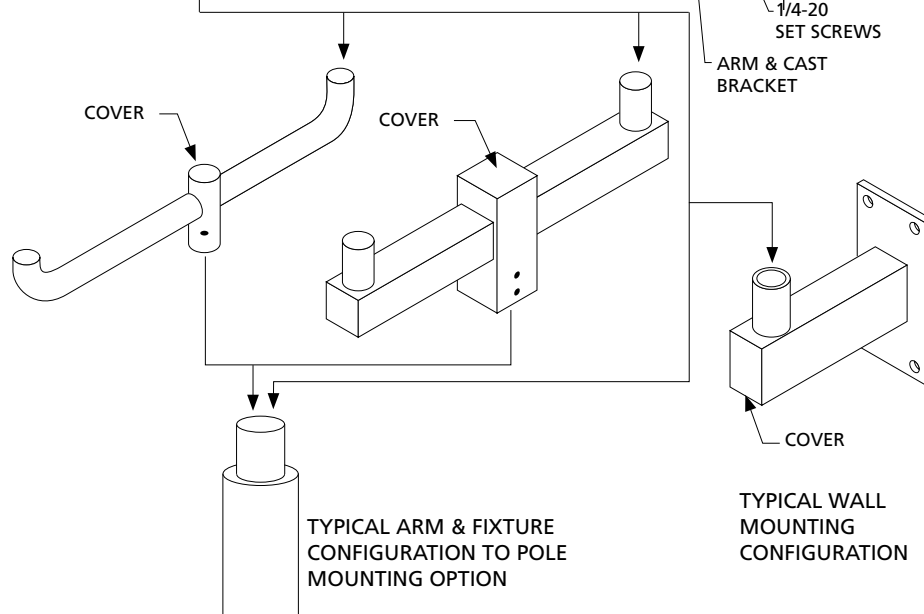 1/4-20
SET SCREWS
ARM & CAST
BRACKET
COVER
COVER
COVER
TYPICAL ARM & FIXTURE
CONFIGURATION TO POLE
MOUNTING OPTION
TYPICAL WALL
MOUNTING
CONFIGURATION